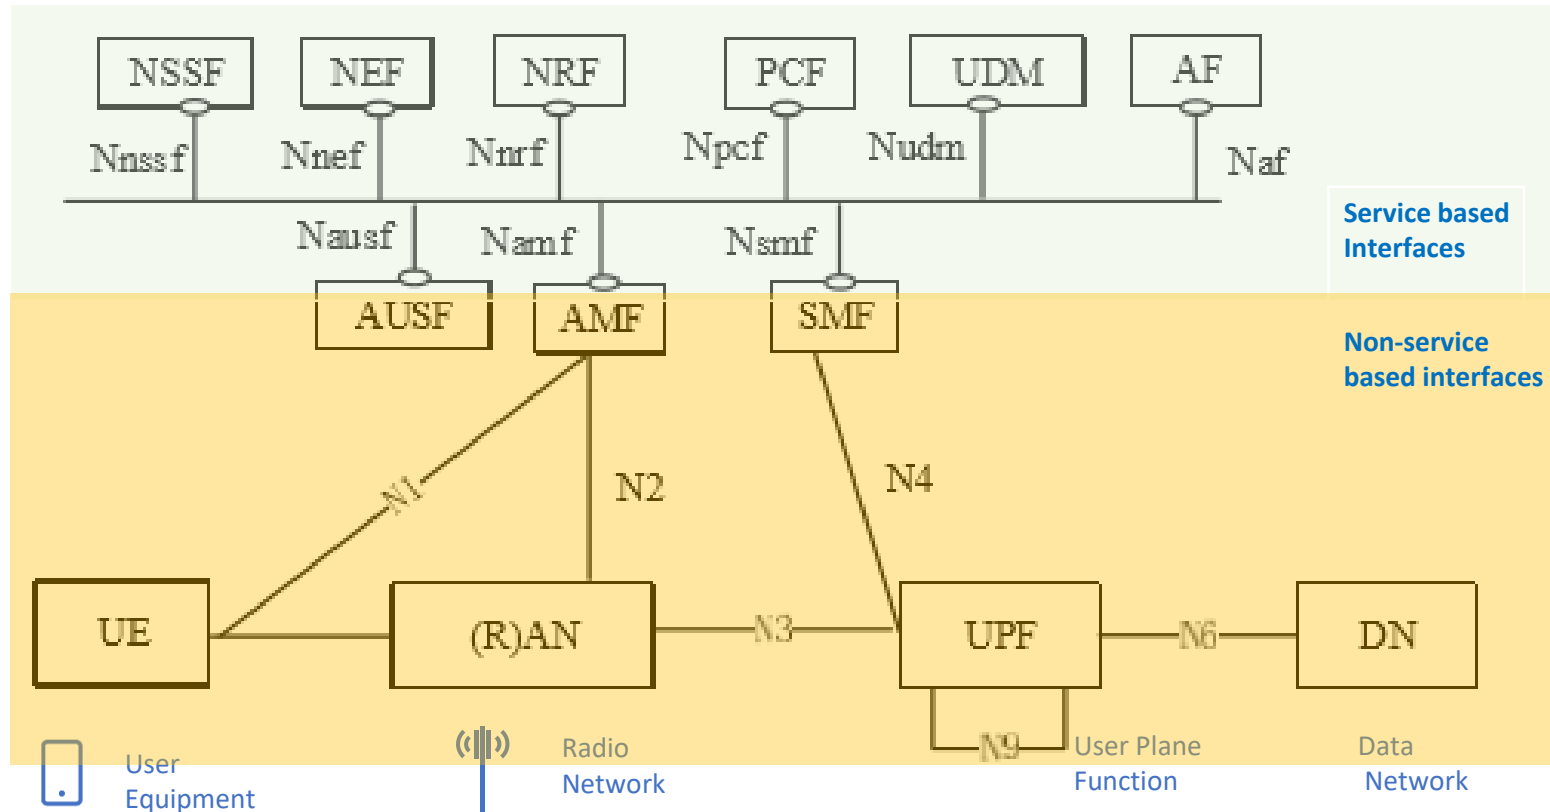 NSSF
NEF
NRF
PCF
UDM
AF
Nnssf
Nnef
Nnrf
Npcf
Nudm
Naf
Nausf
Namf
Nsmf
Service based
Interfaces
AUSF
AMF
SMF
Non-service
based interfaces
N1
N2
N4
UE
(R)AN
N3
UPF
N6
DN
N9
User
Equipment
Radio
Network
User Plane
Function
Data
Network